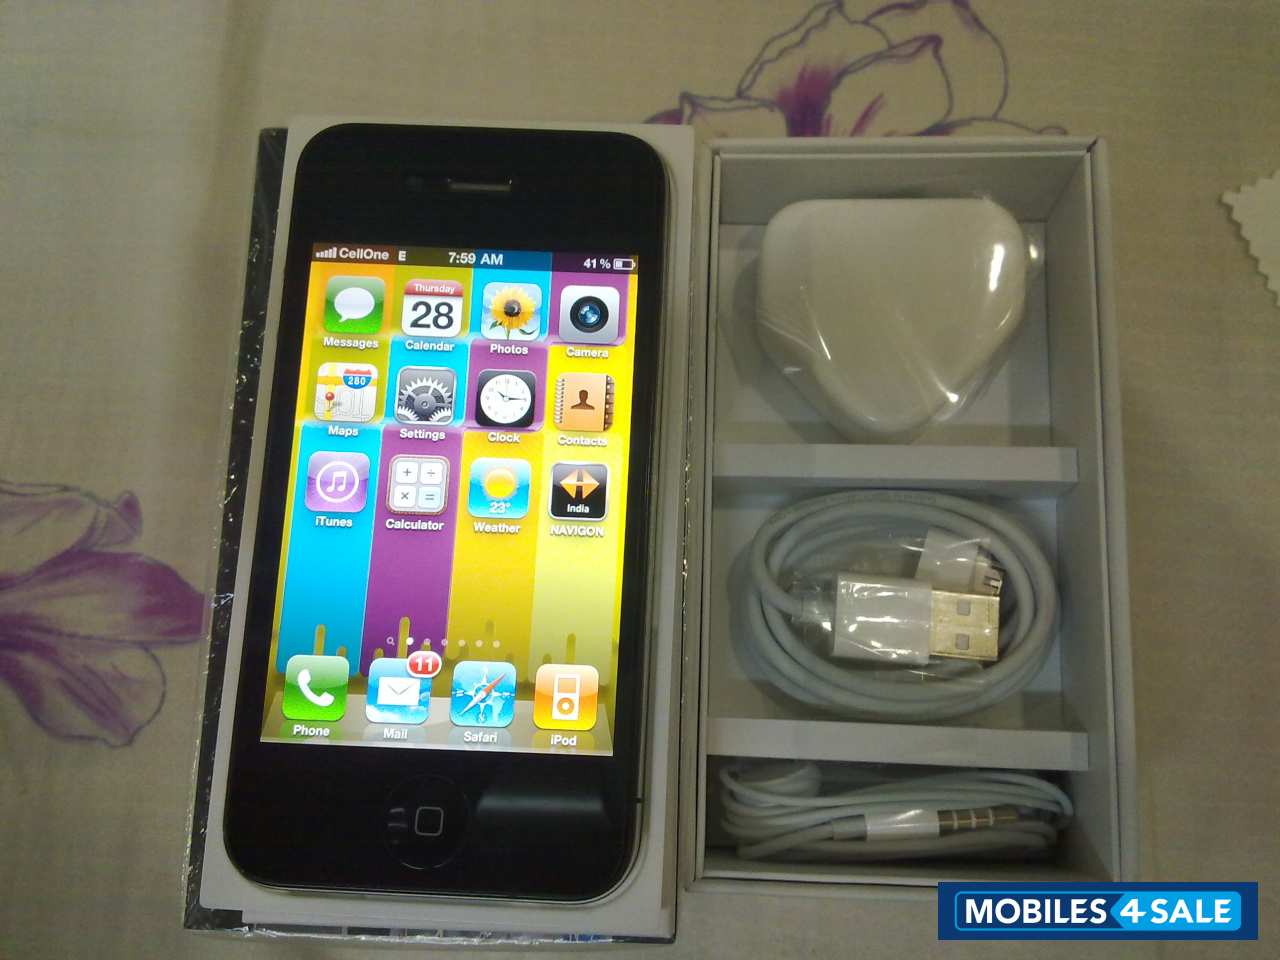 CellOne E 7:59 AM 41 %
Thursday
28
Messages Calendar Photos Camera
280
Maps Settings Clock Contacts
23°
India
iTunes Calculator Weather NAVIGON
11
Phone Mail Safari iPod
MOBILES 4 SALE